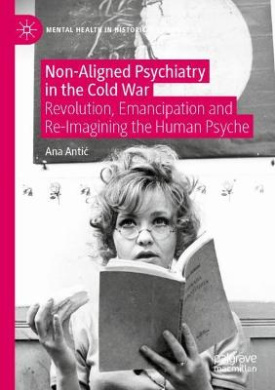 MENTAL HEALTH IN HISTORIC
Non-Aligned Psychiatry
in the Cold War
Revolution, Emancipation and
Re-Imagining the Human Psyche
Ana Antić
palgrave
macmillan